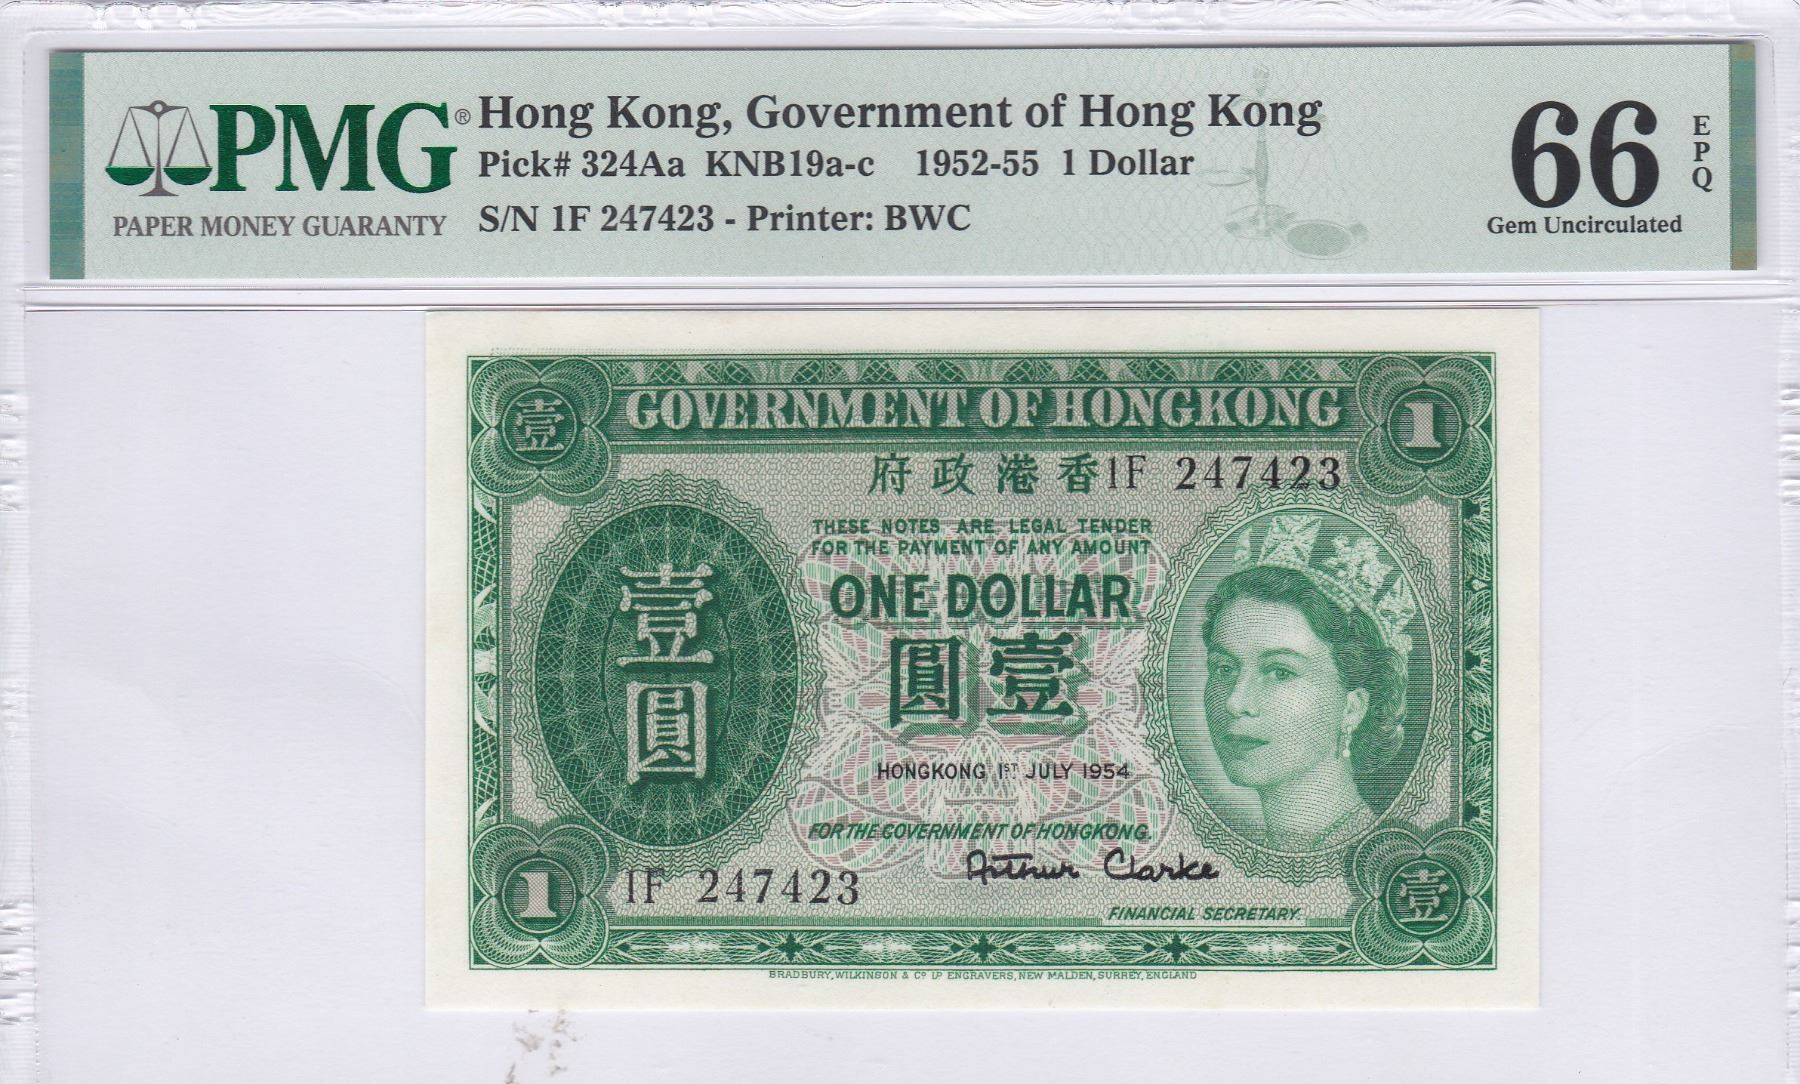 PMG® Hong Kong, Government of Hong Kong
Pick# 324Aa KNB19a-c 1952-55 1 Dollar
PAPER MONEY GUARANTY S/N 1F 247423 - Printer: BWC
66 EPQ
Gem Uncirculated
壹 GOVERNMENT OF HONGKONG 1
府政港香 1F 247423
THESE NOTES ARE LEGAL TENDER
FOR THE PAYMENT OF ANY AMOUNT
ONE DOLLAR
圓壹
壹圓
HONGKONG 1ST JULY 1954
FOR THE GOVERNMENT OF HONGKONG.
Arthur Clarke
1 1F 247423 壹
FINANCIAL SECRETARY.
BRADBURY, WILKINSON & Co. LD. ENGRAVERS, NEW MALDEN, SURREY, ENGLAND